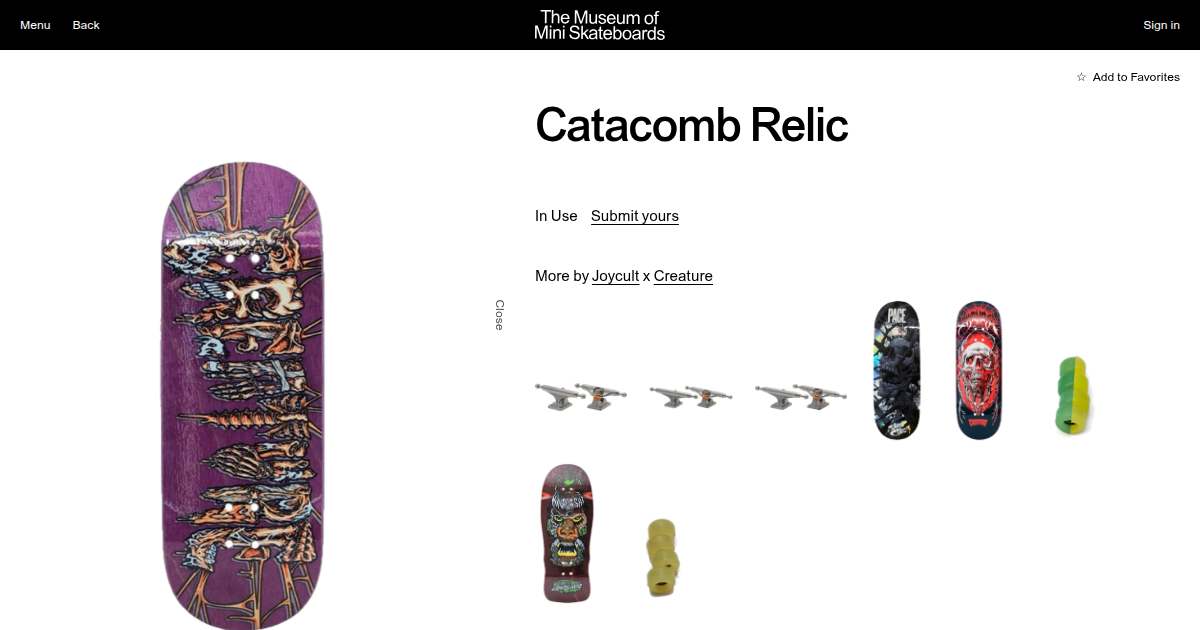 Menu
Back
The Museum of
Mini Skateboards
Sign in
☆ Add to Favorites
Catacomb Relic
In Use Submit yours
More by Joycult x Creature
Close
PACE